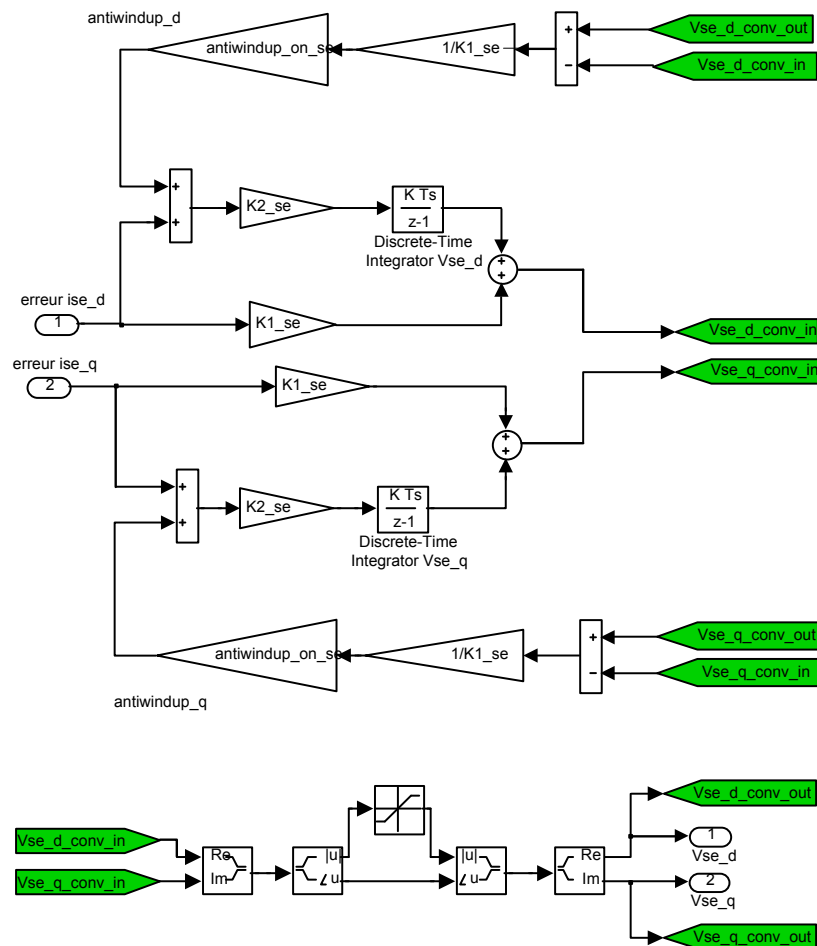 antiwindup_d
antiwindup_on_se
1/K1_se
+
−
Vse_d_conv_out
Vse_d_conv_in
+
+
K2_se
K Ts
z-1
Discrete-Time
Integrator Vse_d
+
+
erreur ise_d
1
K1_se
Vse_d_conv_in
erreur ise_q
2
K1_se
Vse_q_conv_in
+
+
+
+
K2_se
K Ts
z-1
Discrete-Time
Integrator Vse_q
antiwindup_on_se
1/K1_se
+
−
Vse_q_conv_out
Vse_q_conv_in
antiwindup_q
Vse_d_conv_out
Vse_d_conv_in
Vse_q_conv_in
Re
Im
|u|
∠u
|u|
∠u
Re
Im
1
Vse_d
2
Vse_q
Vse_q_conv_out